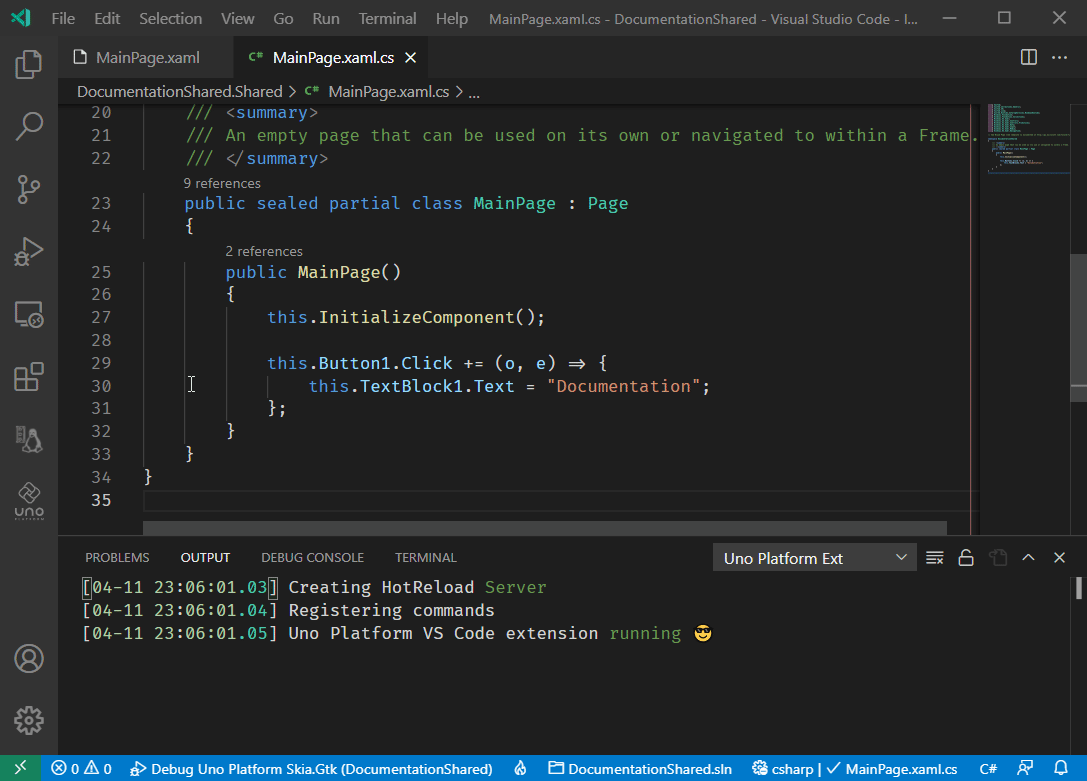 File Edit Selection View Go Run Terminal Help MainPage.xaml.cs - DocumentationShared - Visual Studio Code - I...
MainPage.xaml C# MainPage.xaml.cs
DocumentationShared.Shared > C# MainPage.xaml.cs > ...
20 /// <summary>
21 /// An empty page that can be used on its own or navigated to within a Frame.
22 /// </summary>
9 references
23 public sealed partial class MainPage : Page
24 {
2 references
25 public MainPage()
26 {
27 this.InitializeComponent();
28
29 this.Button1.Click += (o, e) => {
30 this.TextBlock1.Text = "Documentation";
31 };
32 }
33 }
34 }
35
uno
PLATFORM
PROBLEMS OUTPUT DEBUG CONSOLE TERMINAL Uno Platform Ext
[04-11 23:06:01.03] Creating HotReload Server
[04-11 23:06:01.04] Registering commands
[04-11 23:06:01.05] Uno Platform VS Code extension running 😎
0 0 Debug Uno Platform Skia.Gtk (DocumentationShared) DocumentationShared.sln csharp | ✓ MainPage.xaml.cs C#